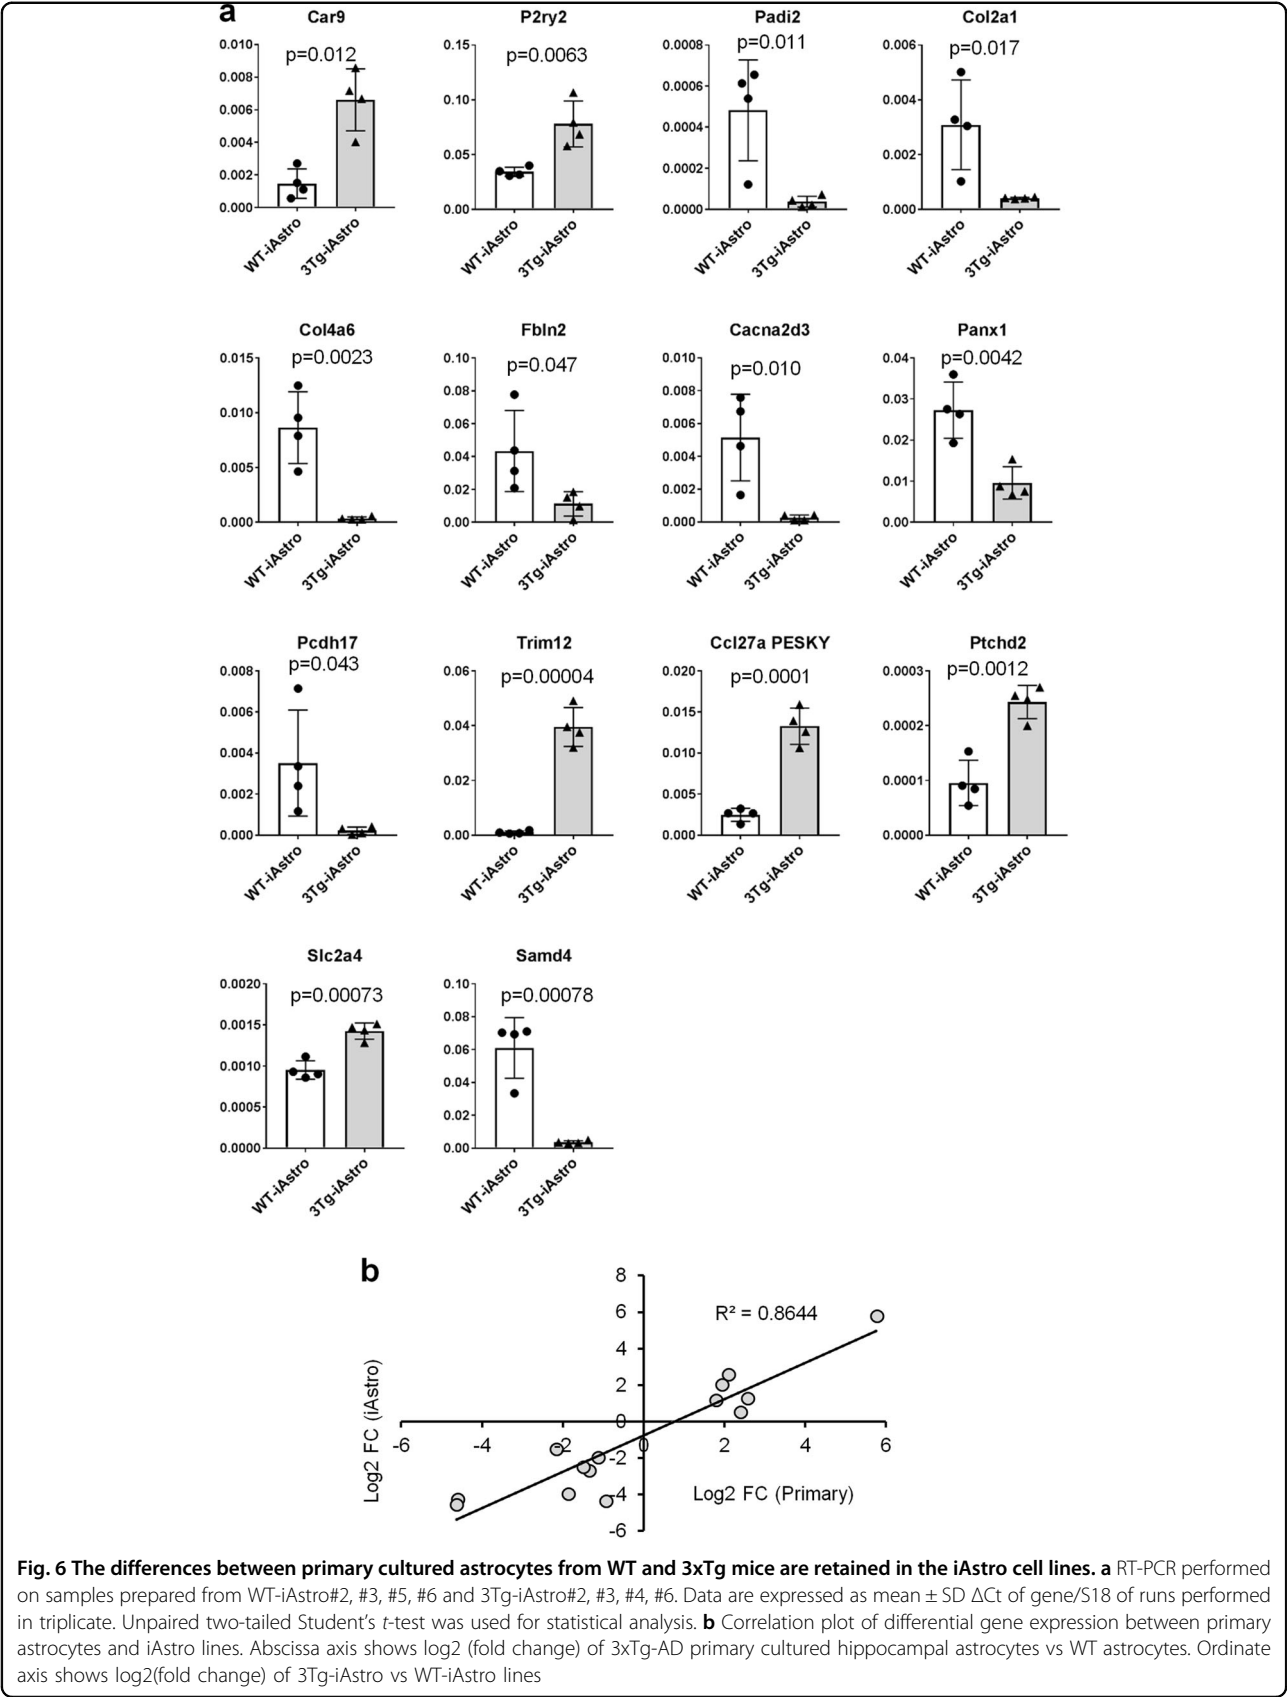 a
Car9
P2ry2
Padi2
Col2a1
0.010
0.008
0.006
0.004
0.002
0.000
p=0.012
WT-iAstro
3Tg-iAstro
0.15
0.10
0.05
0.00
p=0.0063
WT-iAstro
3Tg-iAstro
0.0008
0.0006
0.0004
0.0002
0.0000
p=0.011
WT-iAstro
3Tg-iAstro
0.006
0.004
0.002
0.000
p=0.017
WT-iAstro
3Tg-iAstro
Col4a6
Fbln2
Cacna2d3
Panx1
0.015
0.010
0.005
0.000
p=0.0023
WT-iAstro
3Tg-iAstro
0.10
0.08
0.06
0.04
0.02
0.00
p=0.047
WT-iAstro
3Tg-iAstro
0.010
0.008
0.006
0.004
0.002
0.000
p=0.010
WT-iAstro
3Tg-iAstro
0.04
0.03
0.02
0.01
0.00
p=0.0042
WT-iAstro
3Tg-iAstro
Pcdh17
Trim12
Ccl27a PESKY
Ptchd2
0.008
0.006
0.004
0.002
0.000
p=0.043
WT-iAstro
3Tg-iAstro
0.06
0.04
0.02
0.00
p=0.00004
WT-iAstro
3Tg-iAstro
0.020
0.015
0.010
0.005
0.000
p=0.0001
WT-iAstro
3Tg-iAstro
0.0003
0.0002
0.0001
0.0000
p=0.0012
WT-iAstro
3Tg-iAstro
Slc2a4
Samd4
0.0020
0.0015
0.0010
0.0005
0.0000
p=0.00073
WT-iAstro
3Tg-iAstro
0.10
0.08
0.06
0.04
0.02
0.00
p=0.00078
WT-iAstro
3Tg-iAstro
b
8
6
4
2
0
-2
-4
-6
R² = 0.8644
Log2 FC (iAstro)
-6 -4 -2 0 2 4 6
Log2 FC (Primary)
Fig. 6 The differences between primary cultured astrocytes from WT and 3xTg mice are retained in the iAstro cell lines. a RT-PCR performed
on samples prepared from WT-iAstro#2, #3, #5, #6 and 3Tg-iAstro#2, #3, #4, #6. Data are expressed as mean ± SD ΔCt of gene/S18 of runs performed
in triplicate. Unpaired two-tailed Student's t-test was used for statistical analysis. b Correlation plot of differential gene expression between primary
astrocytes and iAstro lines. Abscissa axis shows log2 (fold change) of 3xTg-AD primary cultured hippocampal astrocytes vs WT astrocytes. Ordinate
axis shows log2(fold change) of 3Tg-iAstro vs WT-iAstro lines